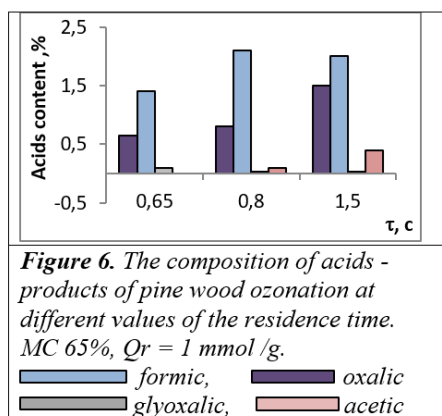 2,5
1,5
0,5
-0,5
Acids content ,%
0,65 0,8 1,5
τ, c
Figure 6. The composition of acids -
products of pine wood ozonation at
different values of the residence time.
MC 65%, Qr = 1 mmol /g.
formic, oxalic
glyoxalic, acetic